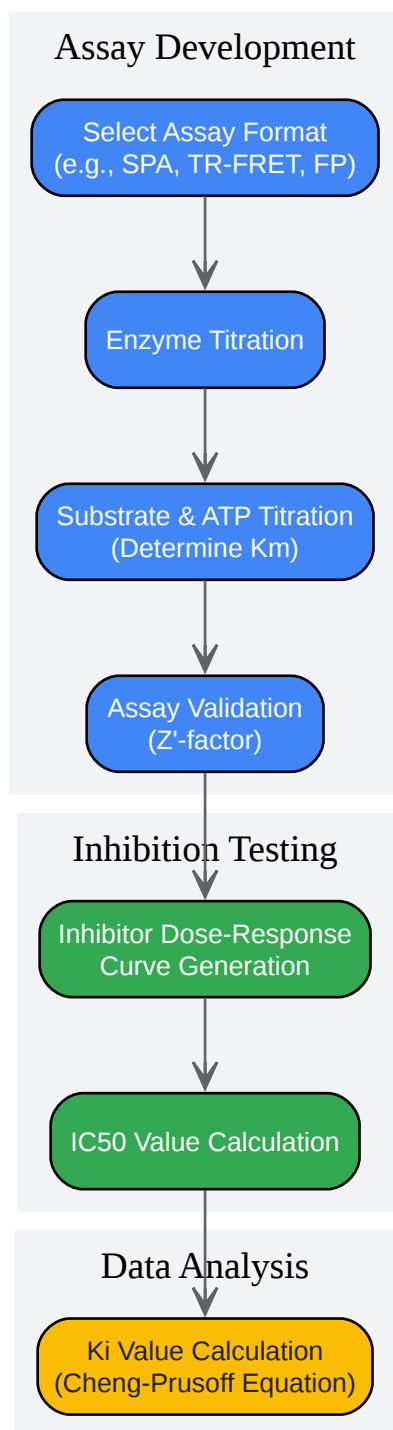 Assay Development
Select Assay Format
(e.g., SPA, TR-FRET, FP)
Enzyme Titration
Substrate & ATP Titration
(Determine Km)
Assay Validation
(Z'-factor)
Inhibition Testing
Inhibitor Dose-Response
Curve Generation
IC50 Value Calculation
Data Analysis
Ki Value Calculation
(Cheng-Prusoff Equation)